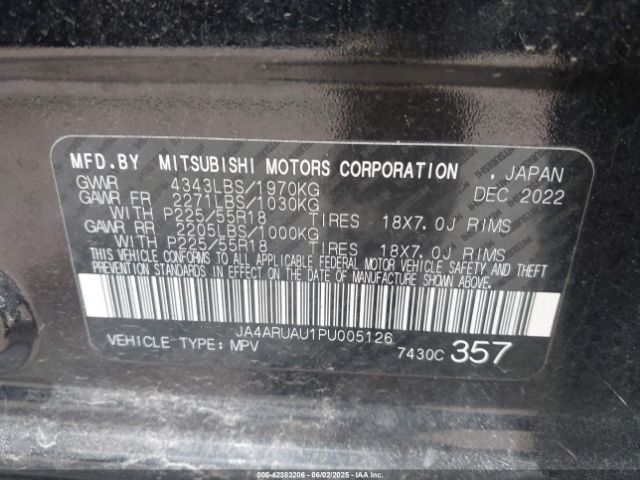 MFD.BY MITSUBISHI MOTORS CORPORATION , JAPAN
GVWR 4343LBS/1970KG DEC 2022
GAWR FR 2271LBS/1030KG
WITH P225/55R18 TIRES 18X7.0J RIMS
GAWR RR 2205LBS/1000KG
WITH P225/55R18 TIRES 18X7.0J RIMS
THIS VEHICLE CONFORMS TO ALL APPLICABLE FEDERAL MOTOR VEHICLE SAFETY AND THEFT
PREVENTION STANDARDS IN EFFECT ON THE DATE OF MANUFACTURE SHOWN ABOVE.
JA4ARUAU1PU005126
VEHICLE TYPE: MPV 7430C 357
000-42383206 - 06/02/2025 - IAA Inc.